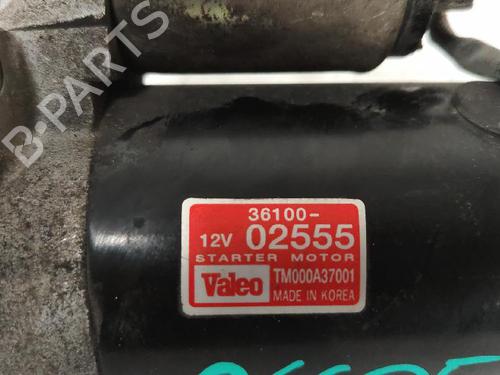 36100-
12V 02555
STARTER MOTOR
Valeo TM000A37001
MADE IN KOREA
B-PARTS